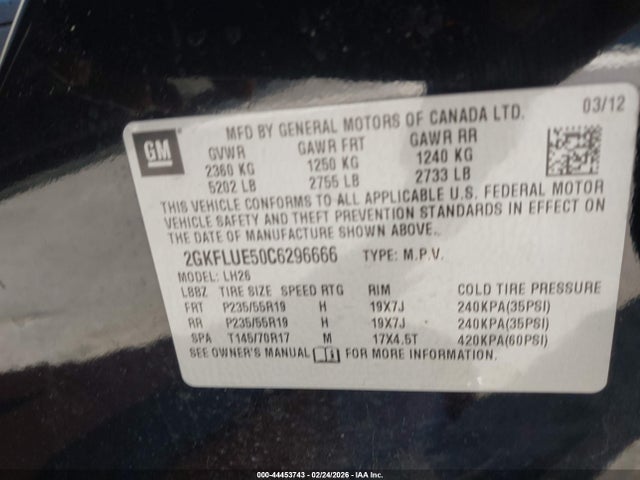 GM
MFD BY GENERAL MOTORS OF CANADA LTD. 03/12
GVWR GAWR FRT GAWR RR
2360 KG 1250 KG 1240 KG
5202 LB 2755 LB 2733 LB
THIS VEHICLE CONFORMS TO ALL APPLICABLE U.S. FEDERAL MOTOR
VEHICLE SAFETY AND THEFT PREVENTION STANDARDS IN EFFECT ON
THE DATE OF MANUFACTURE SHOWN ABOVE.
2GKFLUE50C6296666 TYPE: M.P.V.
MODEL: LH26
LBBZ TIRE SIZE SPEED RTG RIM COLD TIRE PRESSURE
FRT P235/55R19 H 19X7J 240KPA(35PSI)
RR P235/55R19 H 19X7J 240KPA(35PSI)
SPA T145/70R17 M 17X4.5T 420KPA(60PSI)
SEE OWNER'S MANUAL FOR MORE INFORMATION.
000-44453743 - 02/24/2026 - IAA Inc.